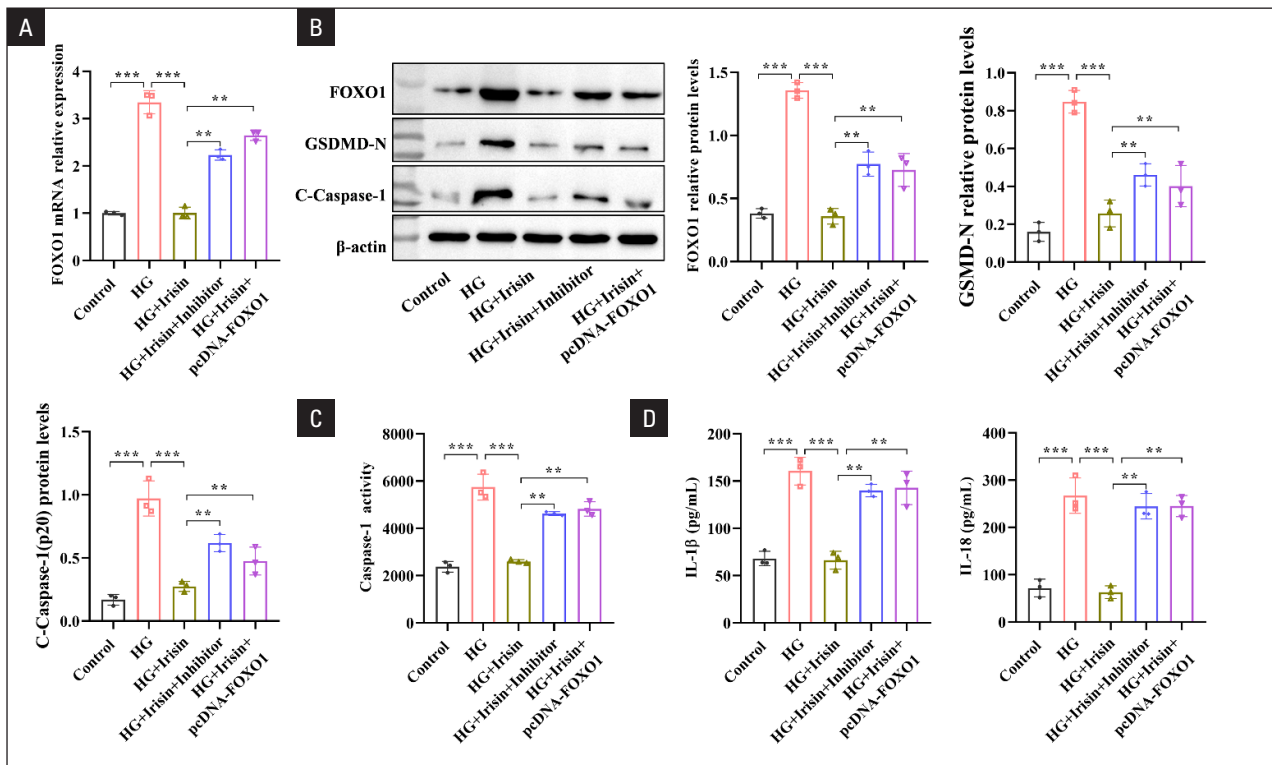 A
FOXO1 mRNA relative expression
4
3
2
1
0
***
***
**
**
Control
HG
HG+Irisin
HG+Irisin+Inhibitor
HG+Irisin+
pcDNA-FOXO1
B
FOXO1
GSDMD-N
C-Caspase-1
β-actin
Control
HG
HG+Irisin
HG+Irisin+Inhibitor
HG+Irisin+
pcDNA-FOXO1
FOXO1 relative protein levels
1.5
1.0
0.5
0.0
***
***
**
**
Control
HG
HG+Irisin
HG+Irisin+Inhibitor
HG+Irisin+
pcDNA-FOXO1
GSMD-N relative protein levels
1.0
0.8
0.6
0.4
0.2
0.0
***
***
**
**
Control
HG
HG+Irisin
HG+Irisin+Inhibitor
HG+Irisin+
pcDNA-FOXO1
C-Caspase-1(p20) protein levels
1.5
1.0
0.5
0.0
***
***
**
**
Control
HG
HG+Irisin
HG+Irisin+Inhibitor
HG+Irisin+
pcDNA-FOXO1
C
Caspase-1 activity
8000
6000
4000
2000
0
***
***
**
**
Control
HG
HG+Irisin
HG+Irisin+Inhibitor
HG+Irisin+
pcDNA-FOXO1
D
IL-1β (pg/mL)
200
150
100
50
0
***
***
**
**
Control
HG
HG+Irisin
HG+Irisin+Inhibitor
HG+Irisin+
pcDNA-FOXO1
IL-18 (pg/mL)
400
300
200
100
0
***
***
**
**
Control
HG
HG+Irisin
HG+Irisin+Inhibitor
HG+Irisin+
pcDNA-FOXO1